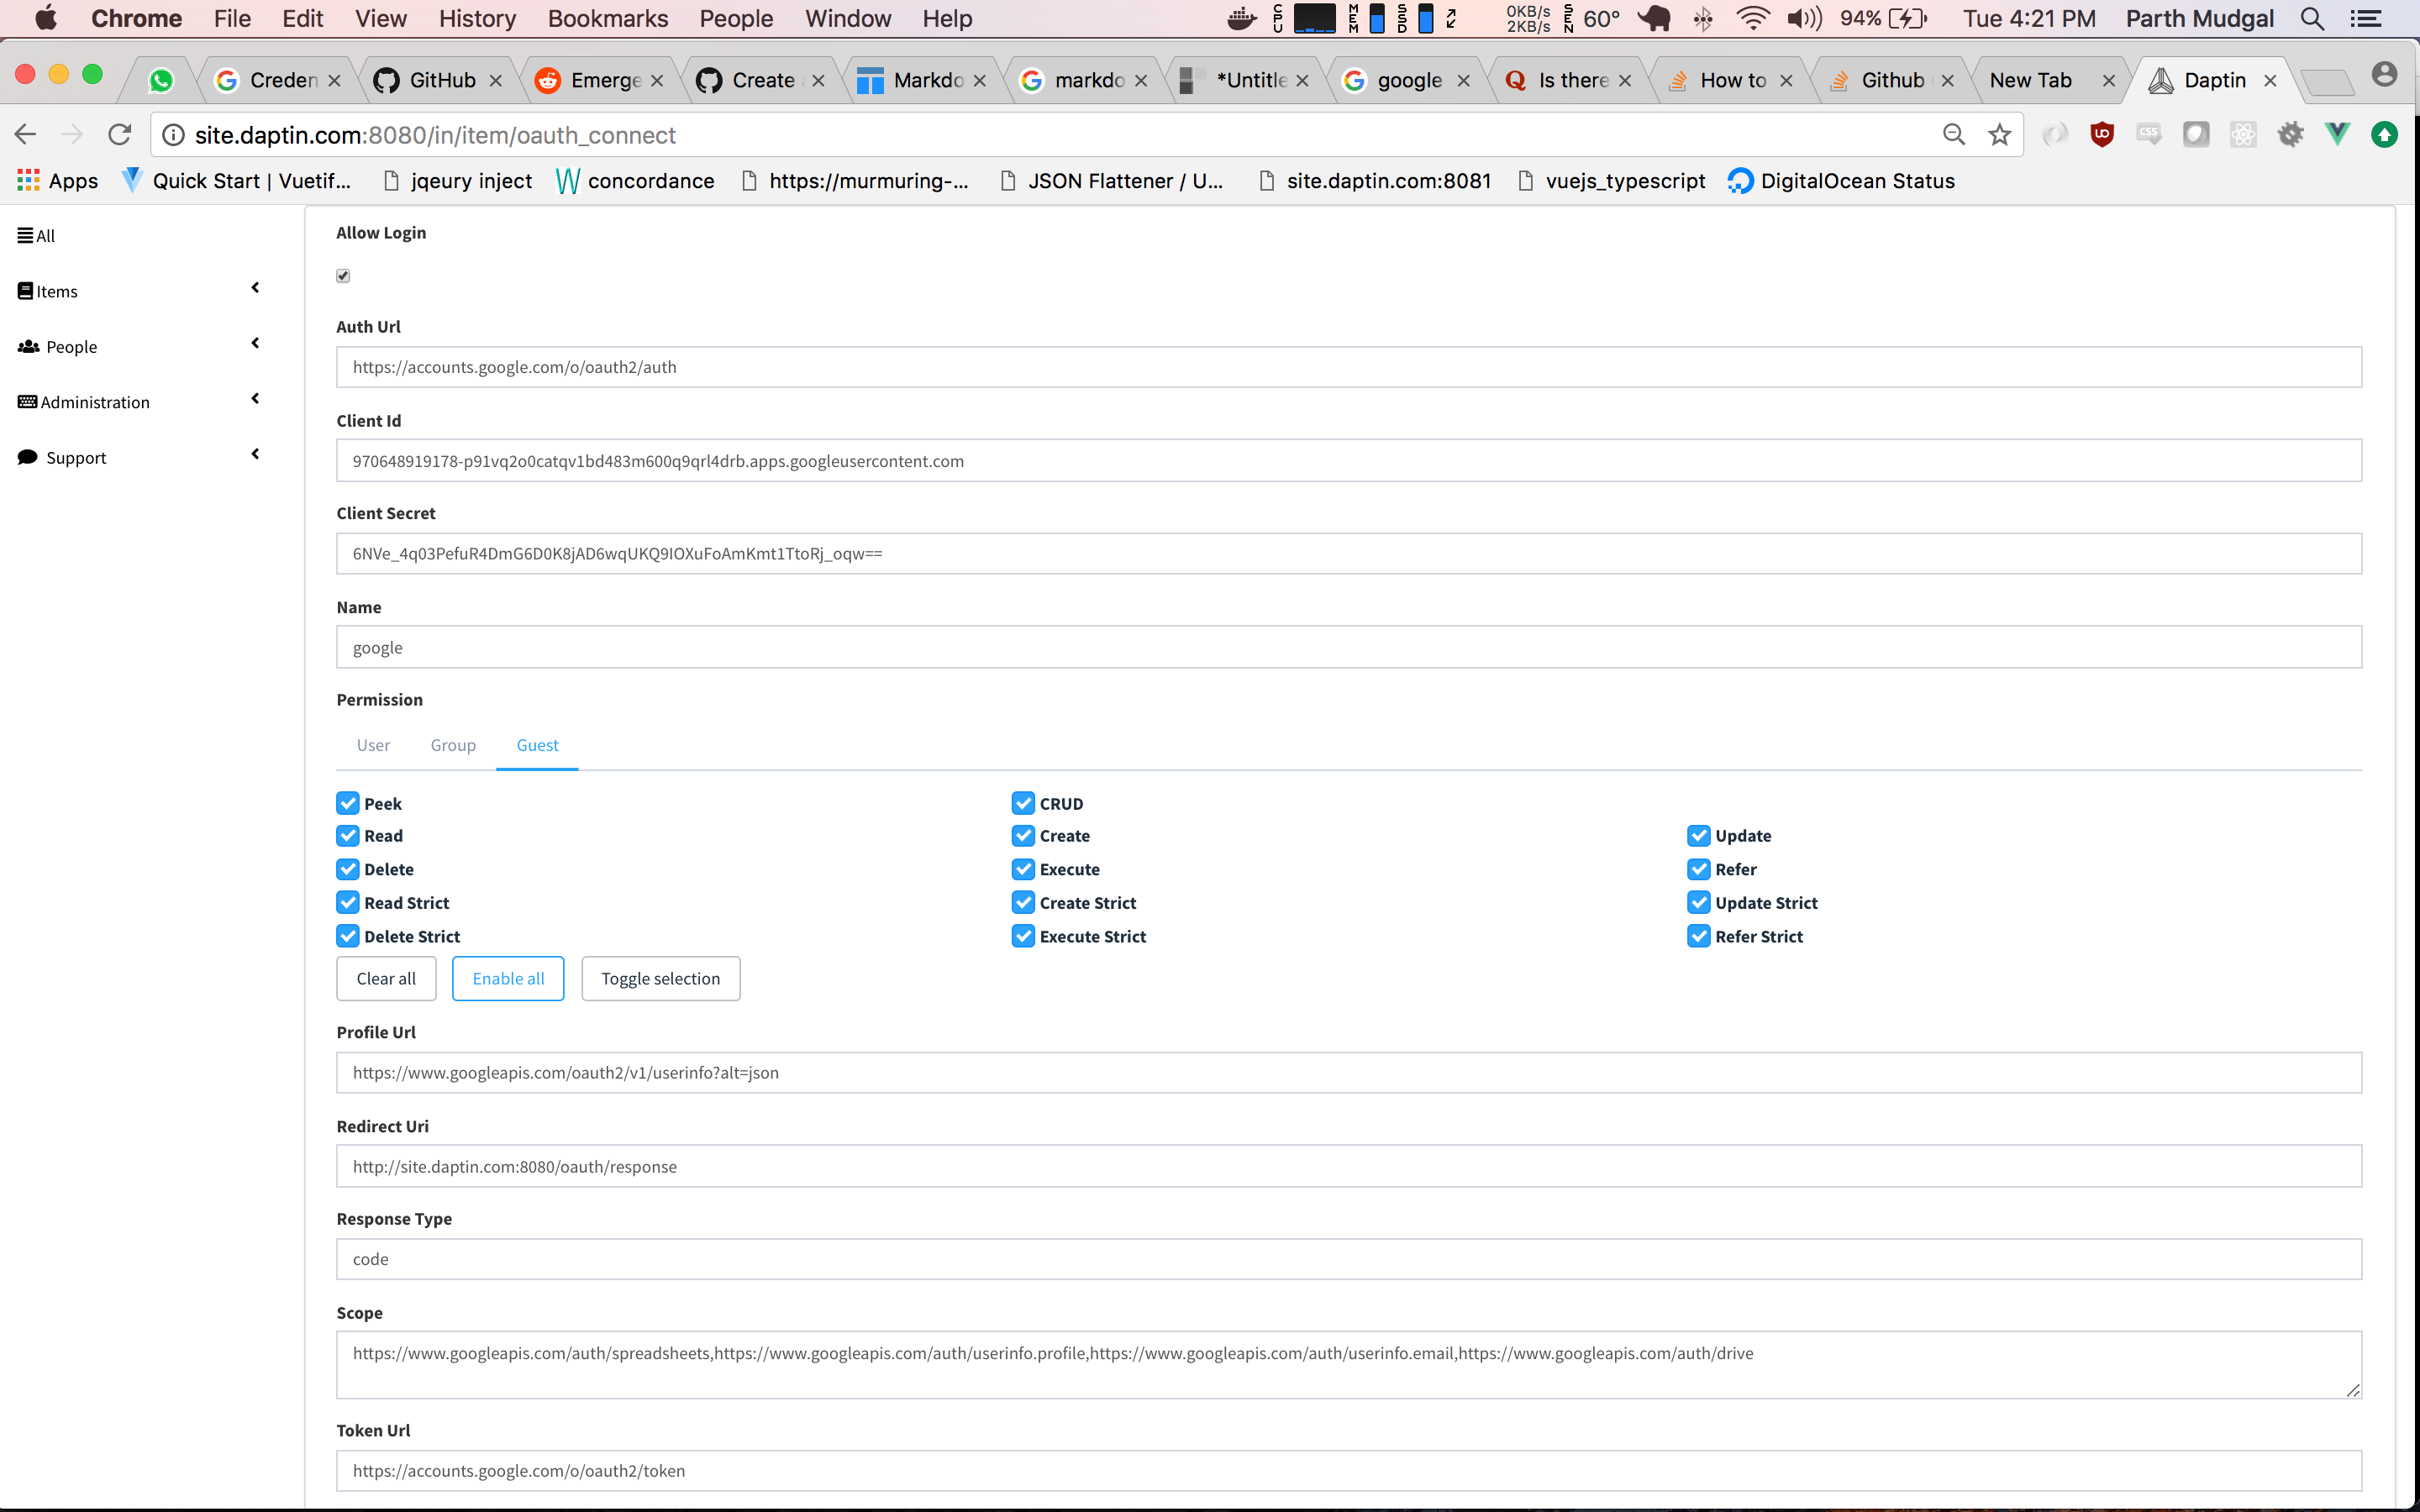 Chrome File Edit View History Bookmarks People Window Help CPU MEM SSD 0KB/s 2KB/s SEN 60° 94% Tue 4:21 PM Parth Mudgal
Creden GitHub Emerge Create Markdo markdo *Untitle google Is there How to Github New Tab Daptin
site.daptin.com:8080/in/item/oauth_connect
Apps Quick Start | Vuetif... jqeury inject concordance https://murmuring-... JSON Flattener / U... site.daptin.com:8081 vuejs_typescript DigitalOcean Status
All
Items
People
Administration
Support
Allow Login
Auth Url
https://accounts.google.com/o/oauth2/auth
Client Id
970648919178-p91vq2o0catqv1bd483m600q9qrl4drb.apps.googleusercontent.com
Client Secret
6NVe_4q03PefuR4DmG6D0K8jAD6wqUKQ9IOXuFoAmKmt1TtoRj_oqw==
Name
google
Permission
User Group Guest
Peek CRUD
Read Create Update
Delete Execute Refer
Read Strict Create Strict Update Strict
Delete Strict Execute Strict Refer Strict
Clear all Enable all Toggle selection
Profile Url
https://www.googleapis.com/oauth2/v1/userinfo?alt=json
Redirect Uri
http://site.daptin.com:8080/oauth/response
Response Type
code
Scope
https://www.googleapis.com/auth/spreadsheets,https://www.googleapis.com/auth/userinfo.profile,https://www.googleapis.com/auth/userinfo.email,https://www.googleapis.com/auth/drive
Token Url
https://accounts.google.com/o/oauth2/token